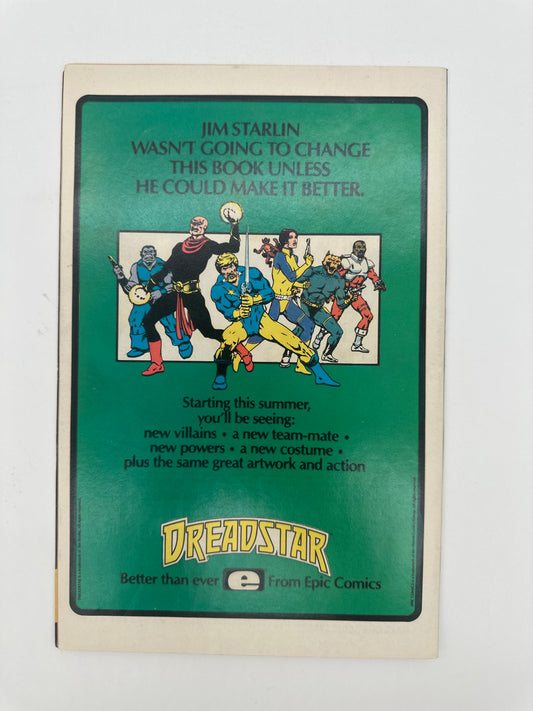 JIM STARLIN
WASN'T GOING TO CHANGE
THIS BOOK UNLESS
HE COULD MAKE IT BETTER.
Starting this summer,
you'll be seeing:
new villains • a new team-mate •
new powers • a new costume •
plus the same great artwork and action
DREADSTAR
Better than ever e From Epic Comics